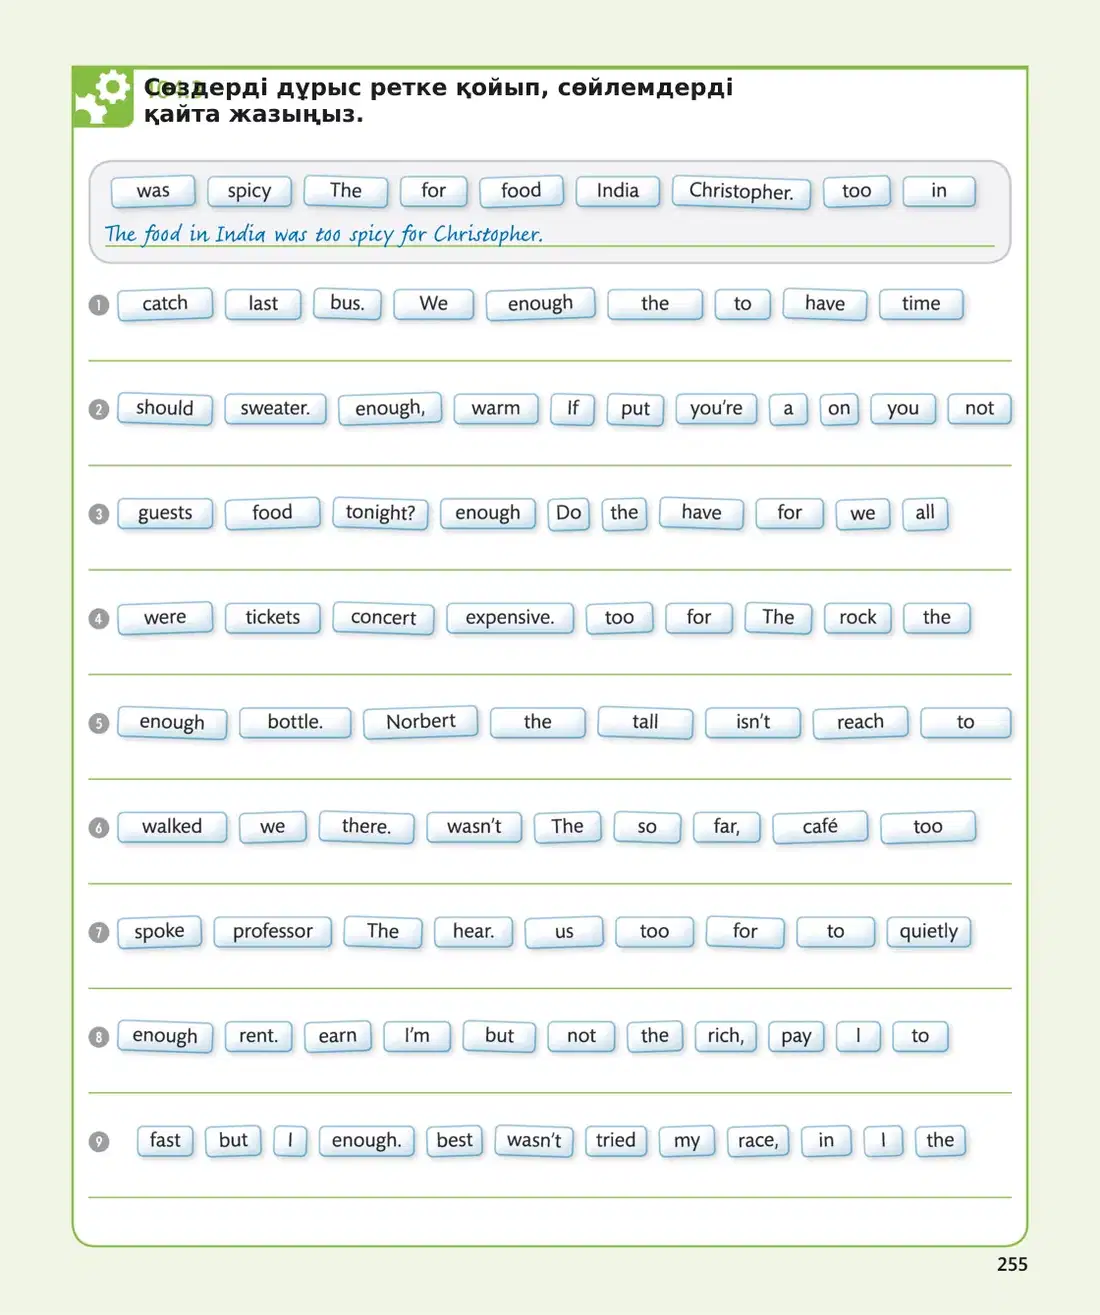 Сөздерді дұрыс ретке қойып, сөйлемдерді
қайта жазыңыз.
was spicy The for food India Christopher. too in
The food in India was too spicy for Christopher.
1 catch last bus. We enough the to have time
2 should sweater. enough, warm If put you're a on you not
3 guests food tonight? enough Do the have for we all
4 were tickets concert expensive. too for The rock the
5 enough bottle. Norbert the tall isn't reach to
6 walked we there. wasn't The so far, café too
7 spoke professor The hear. us too for to quietly
8 enough rent. earn I'm but not the rich, pay I to
9 fast but I enough. best wasn't tried my race, in I the
255